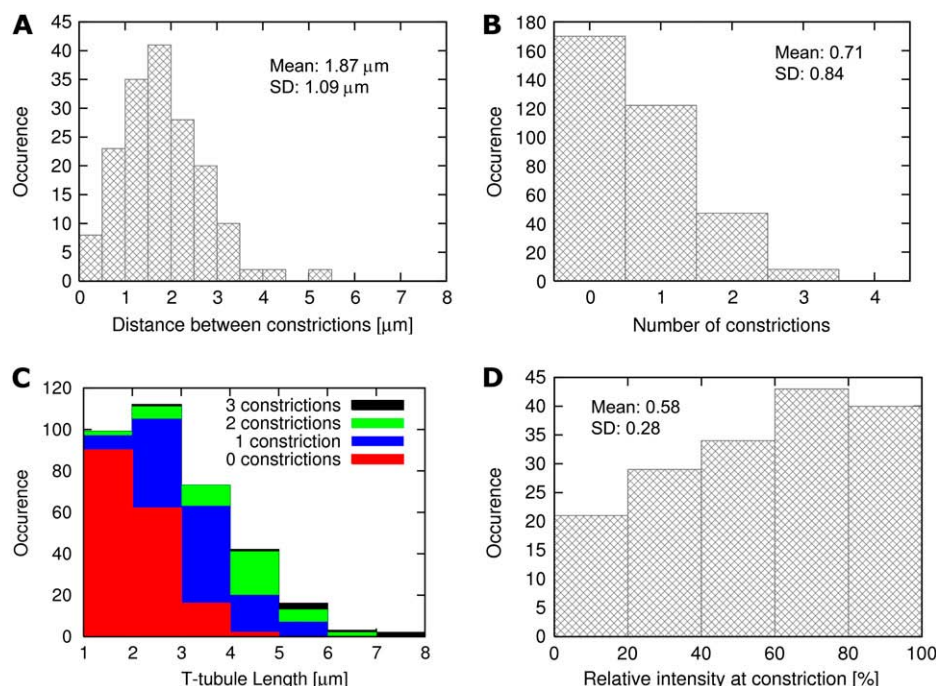 A
45
40
35
30
25
20
15
10
5
0
Occurence
Mean: 1.87 μm
SD: 1.09 μm
0 1 2 3 4 5 6 7 8
Distance between constrictions [μm]
B
180
160
140
120
100
80
60
40
20
0
Occurence
Mean: 0.71
SD: 0.84
0 1 2 3 4
Number of constrictions
C
120
100
80
60
40
20
0
Occurence
3 constrictions
2 constrictions
1 constriction
0 constrictions
1 2 3 4 5 6 7 8
T-tubule Length [μm]
D
45
40
35
30
25
20
15
10
5
0
Occurence
Mean: 0.58
SD: 0.28
0 20 40 60 80 100
Relative intensity at constriction [%]